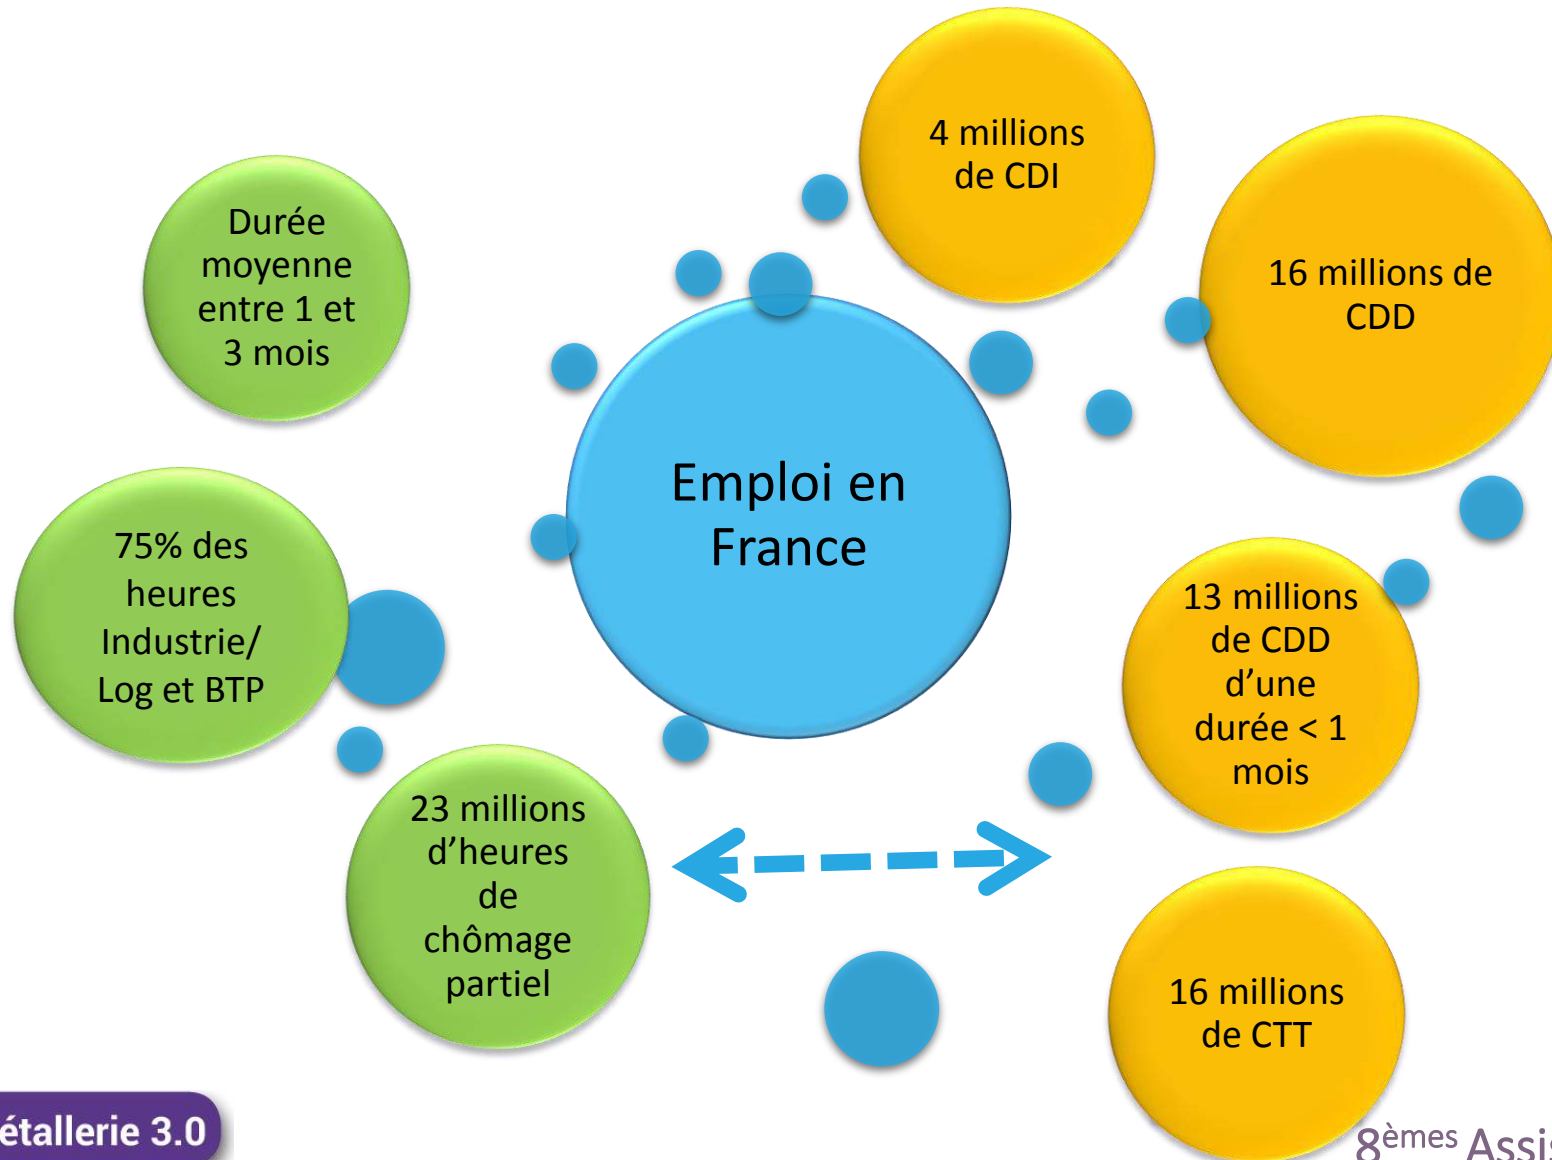 4 millions
de CDI
16 millions de
CDD
Durée
moyenne
entre 1 et
3 mois
Emploi en
France
75% des
heures
Industrie/
Log et BTP
13 millions
de CDD
d’une
durée < 1
mois
23 millions
d’heures
de
chômage
partiel
16 millions
de CTT
étallerie 3.0
8èmes Assis